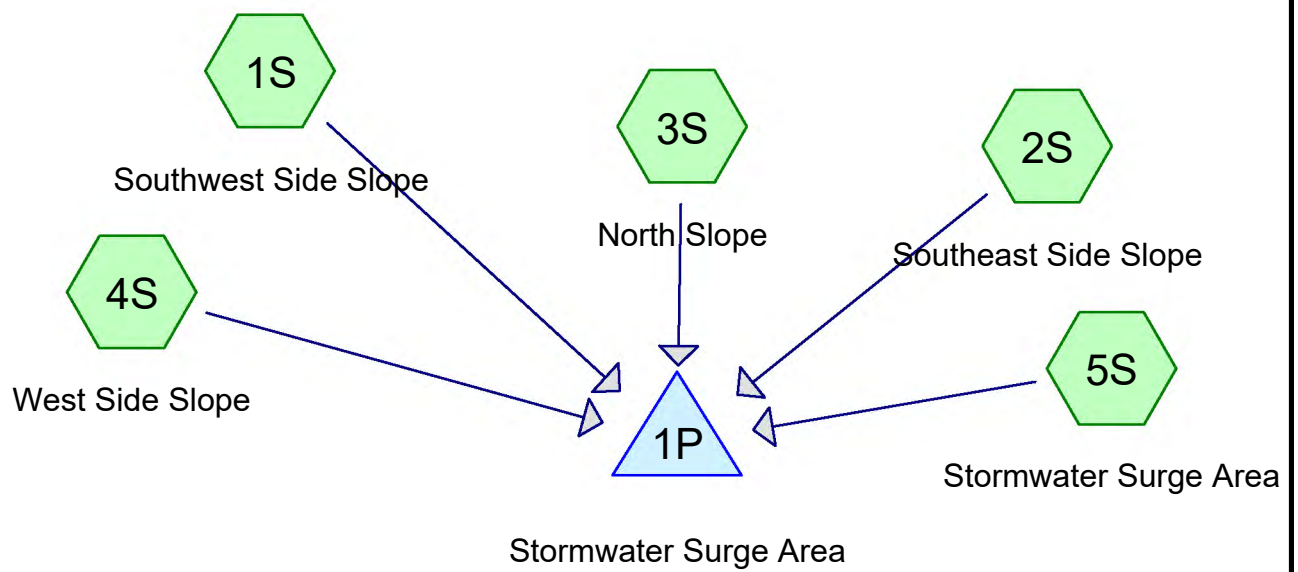 1S
Southwest Side Slope
3S
North Slope
2S
Southeast Side Slope
4S
West Side Slope
5S
Stormwater Surge Area
1P
Stormwater Surge Area